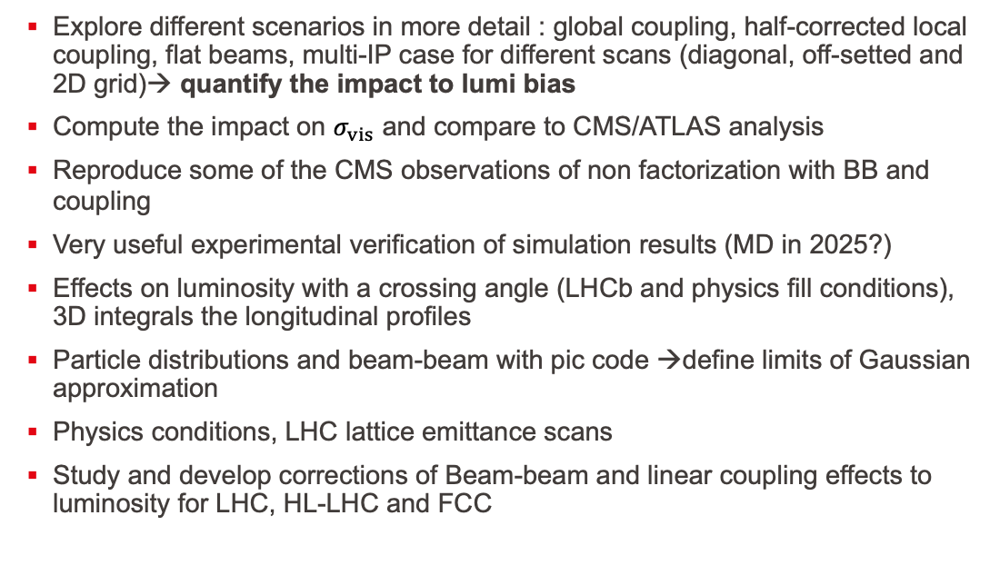 ▪ Explore different scenarios in more detail : global coupling, half-corrected local
coupling, flat beams, multi-IP case for different scans (diagonal, off-setted and
2D grid)→ quantify the impact to lumi bias
▪ Compute the impact on σvis and compare to CMS/ATLAS analysis
▪ Reproduce some of the CMS observations of non factorization with BB and
coupling
▪ Very useful experimental verification of simulation results (MD in 2025?)
▪ Effects on luminosity with a crossing angle (LHCb and physics fill conditions),
3D integrals the longitudinal profiles
▪ Particle distributions and beam-beam with pic code →define limits of Gaussian
approximation
▪ Physics conditions, LHC lattice emittance scans
▪ Study and develop corrections of Beam-beam and linear coupling effects to
luminosity for LHC, HL-LHC and FCC